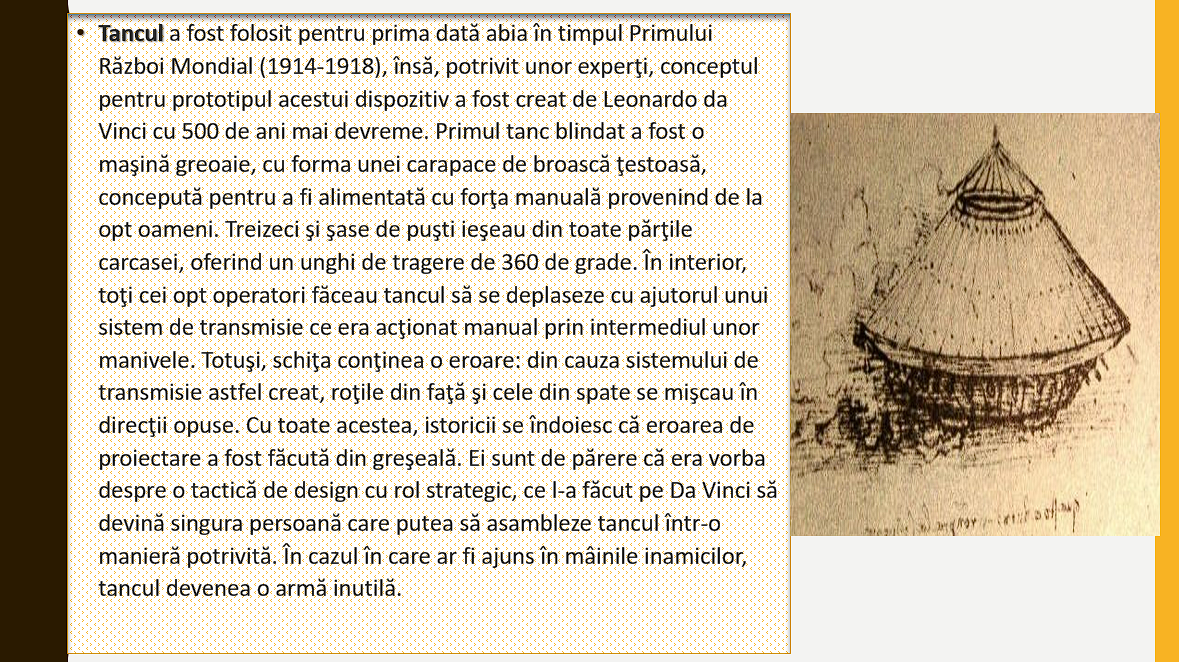 • Tancul a fost folosit pentru prima dată abia în timpul Primului
Război Mondial (1914-1918), însă, potrivit unor experţi, conceptul
pentru prototipul acestui dispozitiv a fost creat de Leonardo da
Vinci cu 500 de ani mai devreme. Primul tanc blindat a fost o
maşină greoaie, cu forma unei carapace de broască ţestoasă,
concepută pentru a fi alimentată cu forţa manuală provenind de la
opt oameni. Treizeci şi şase de puşti ieşeau din toate părţile
carcasei, oferind un unghi de tragere de 360 de grade. În interior,
toţi cei opt operatori făceau tancul să se deplaseze cu ajutorul unui
sistem de transmisie ce era acţionat manual prin intermediul unor
manivele. Totuşi, schiţa conţinea o eroare: din cauza sistemului de
transmisie astfel creat, roţile din faţă şi cele din spate se mişcau în
direcţii opuse. Cu toate acestea, istoricii se îndoiesc că eroarea de
proiectare a fost făcută din greşeală. Ei sunt de părere că era vorba
despre o tactică de design cu rol strategic, ce l-a făcut pe Da Vinci să
devină singura persoană care putea să asambleze tancul într-o
manieră potrivită. În cazul în care ar fi ajuns în mâinile inamicilor,
tancul devenea o armă inutilă.